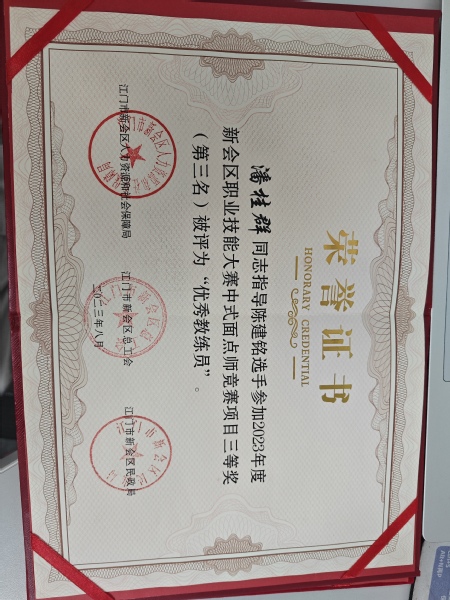 荣誉证书
HONORARY CREDENTIAL
潘桂群同志指导陈建铭选手参加2023年度
新会区职业技能大赛中式面点师竞赛项目三等奖
（第三名）被评为“优秀教练员”。
江门市新会区人力资源和社会保障局
江门市新会区总工会
江门市新会区民政局
二〇二三年八月